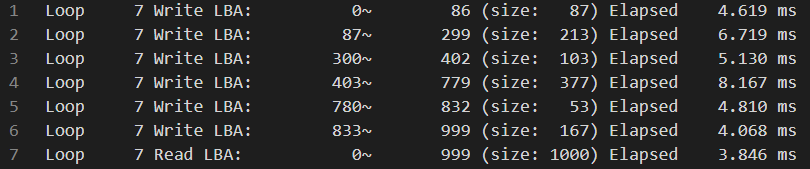 1 Loop 7 Write LBA: 0~ 86 (size: 87) Elapsed 4.619 ms
2 Loop 7 Write LBA: 87~ 299 (size: 213) Elapsed 6.719 ms
3 Loop 7 Write LBA: 300~ 402 (size: 103) Elapsed 5.130 ms
4 Loop 7 Write LBA: 403~ 779 (size: 377) Elapsed 8.167 ms
5 Loop 7 Write LBA: 780~ 832 (size: 53) Elapsed 4.810 ms
6 Loop 7 Write LBA: 833~ 999 (size: 167) Elapsed 4.068 ms
7 Loop 7 Read LBA: 0~ 999 (size: 1000) Elapsed 3.846 ms